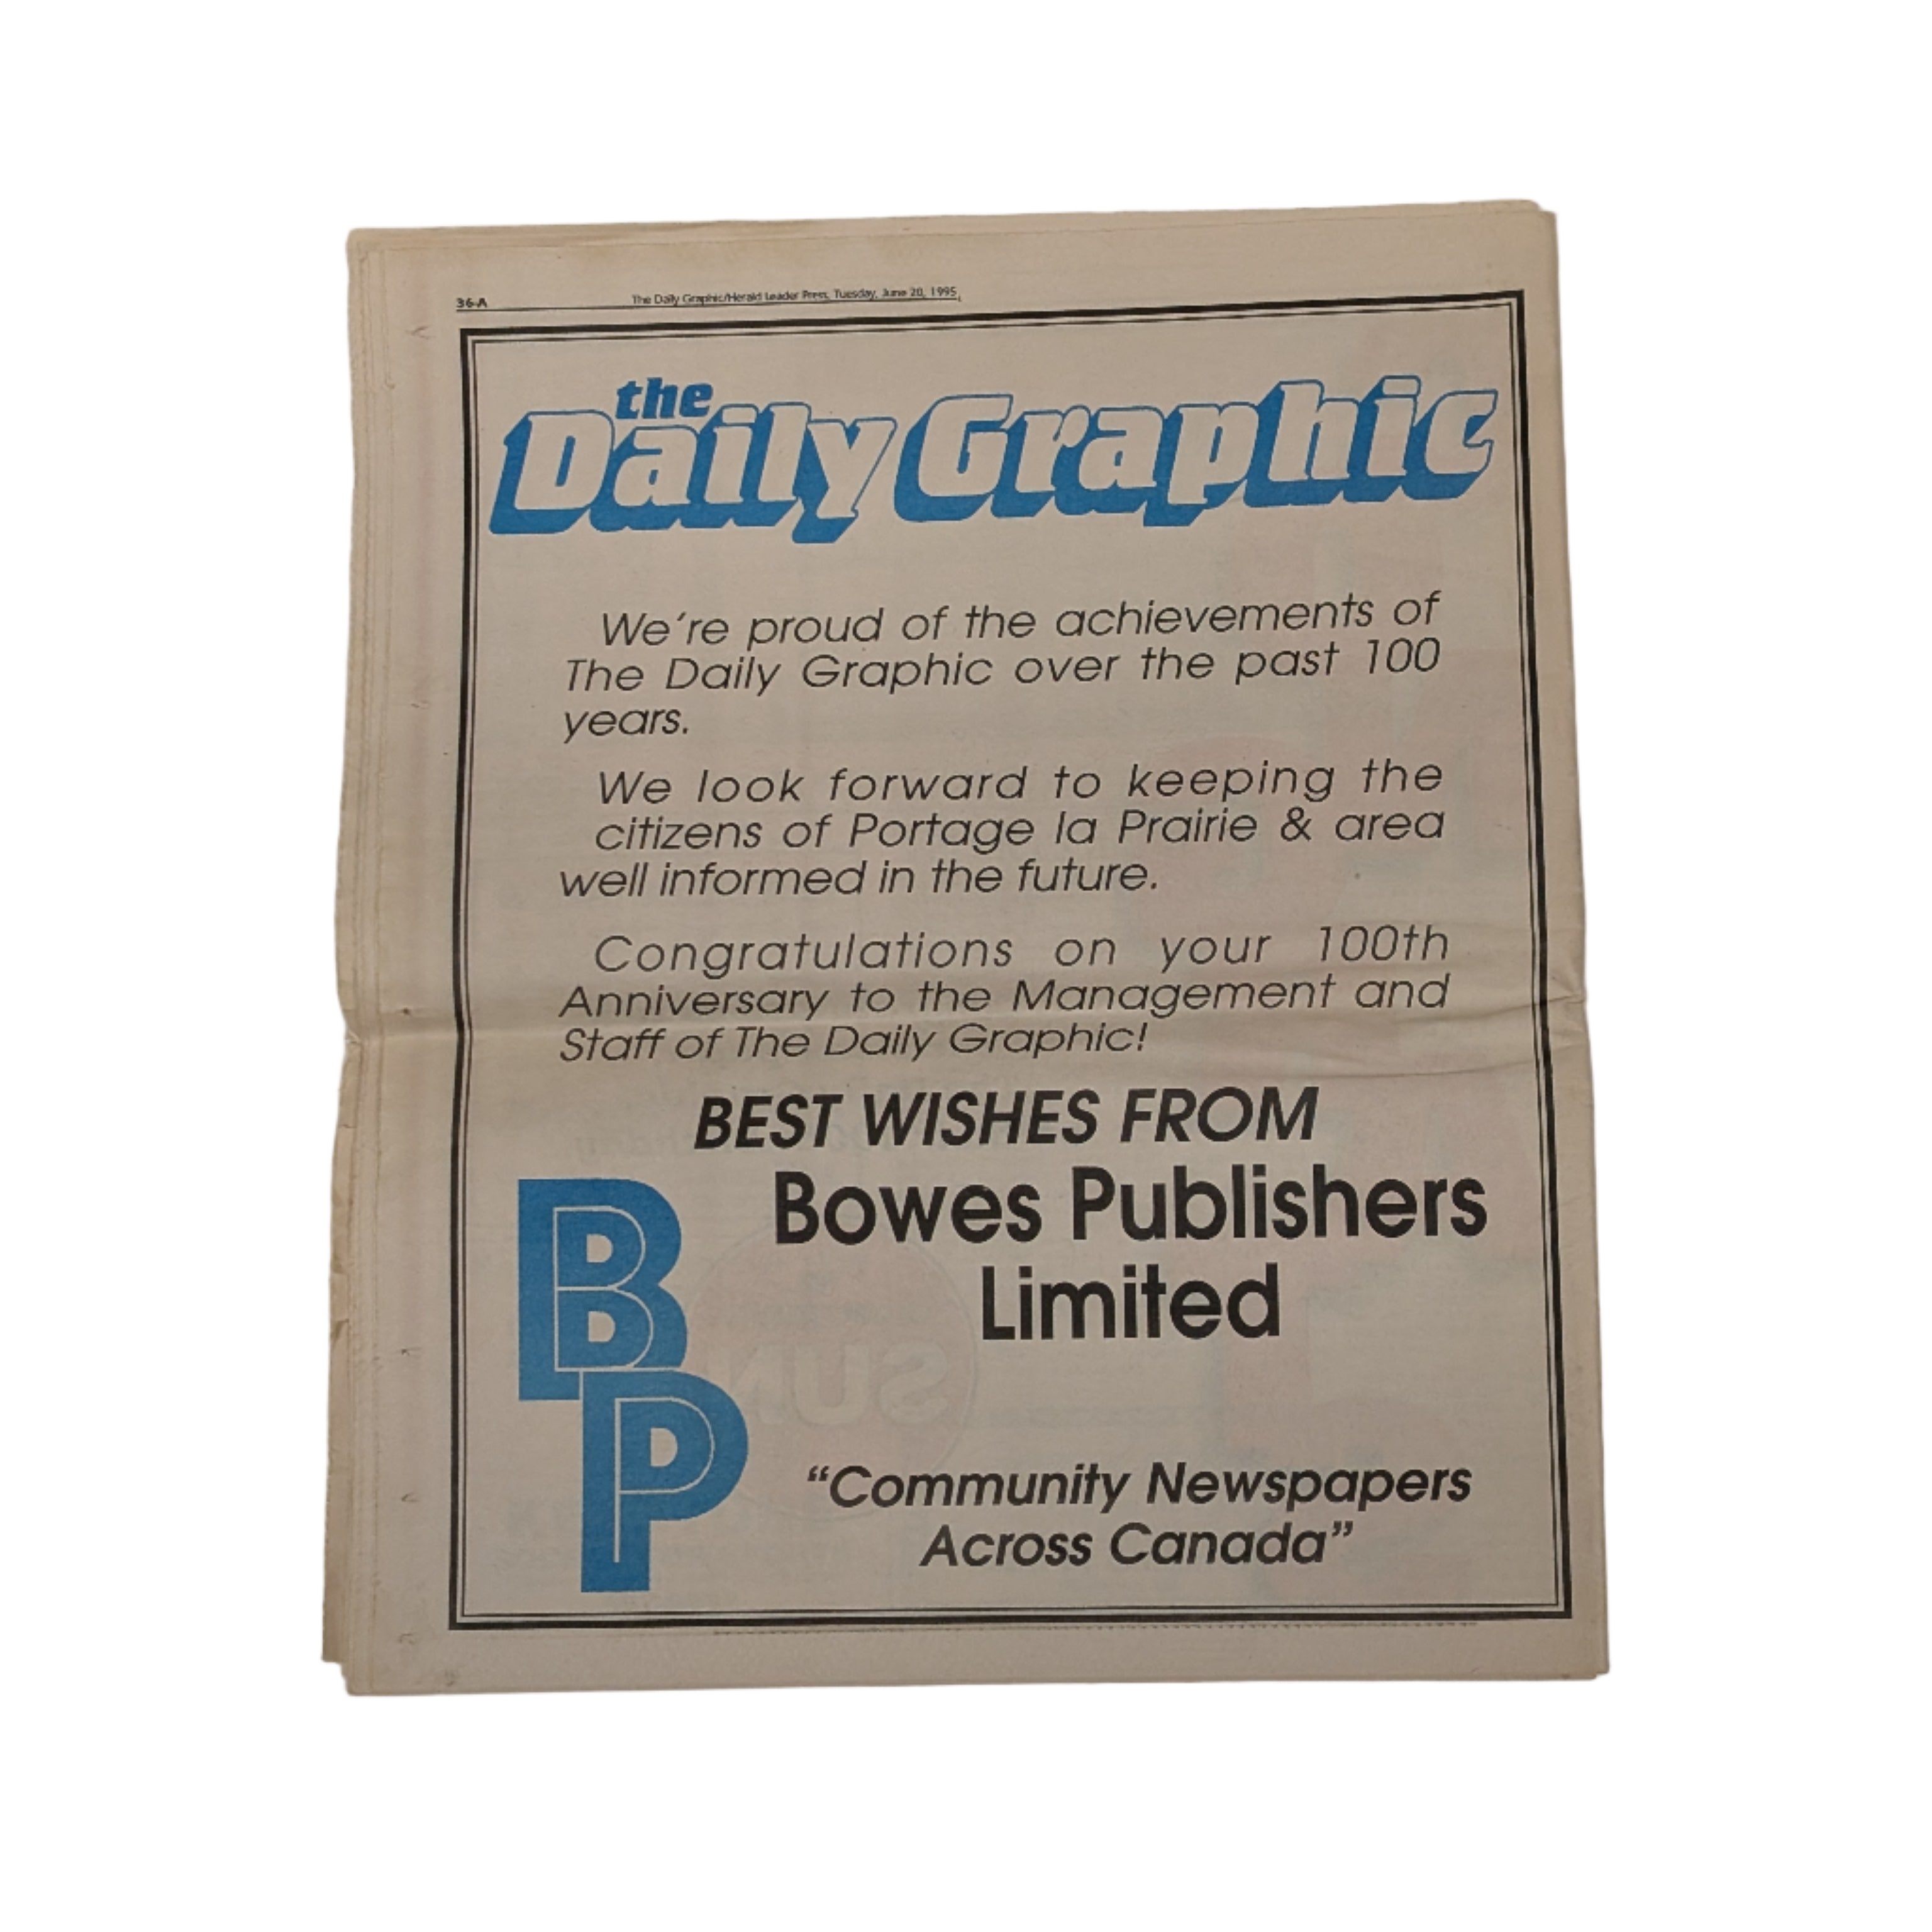 36-A The Daily Graphic/Herald Leader Press, Tuesday, June 20, 1995
the
Daily Graphic
We're proud of the achievements of
The Daily Graphic over the past 100
years.
We look forward to keeping the
citizens of Portage la Prairie & area
well informed in the future.
Congratulations on your 100th
Anniversary to the Management and
Staff of The Daily Graphic!
BEST WISHES FROM
Bowes Publishers
Limited
BP
"Community Newspapers
Across Canada"
SUN